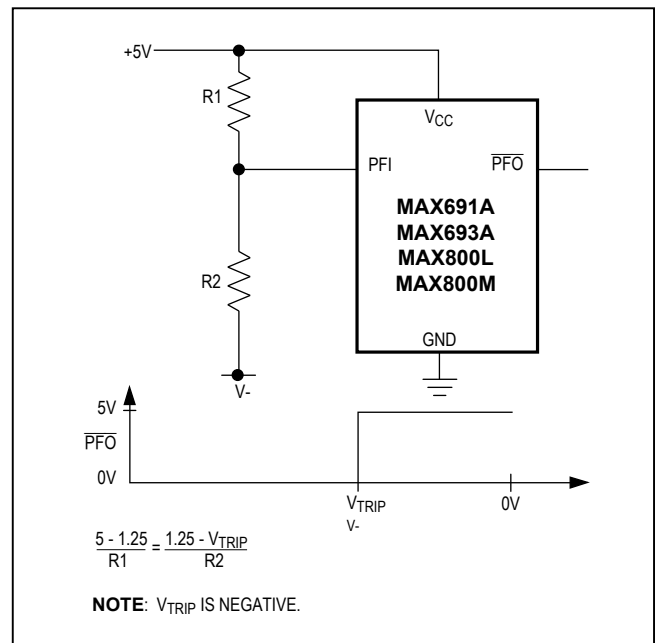 +5V
R1
VCC
PFI
PFO
MAX691A
MAX693A
MAX800L
MAX800M
R2
GND
V-
5V
PFO
0V
VTRIP
V-
0V
5 - 1.25
R1
=
1.25 - VTRIP
R2
NOTE: VTRIP IS NEGATIVE.